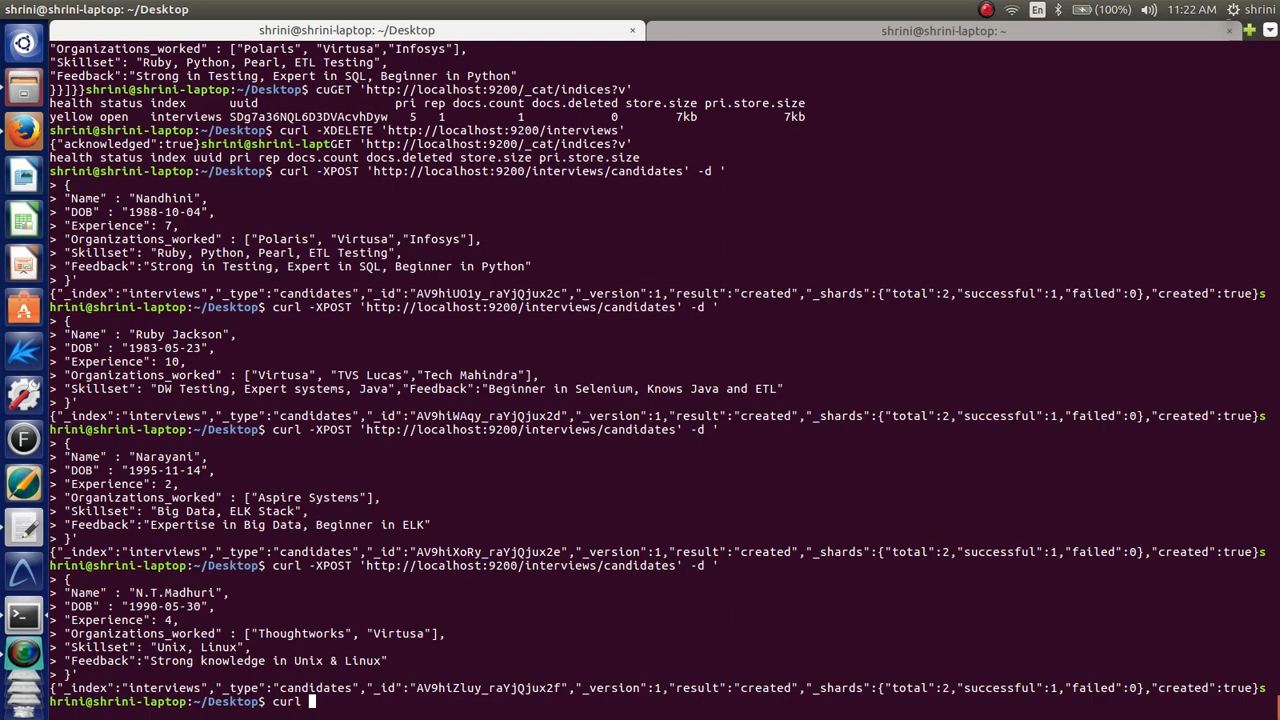 shrini@shrini-laptop: ~/Desktop
En
(100%)
11:22 AM
shrini
shrini@shrini-laptop: ~/Desktop ×
shrini@shrini-laptop: ~ ×
"Organizations_worked" : ["Polaris", "Virtusa","Infosys"],
"Skillset": "Ruby, Python, Pearl, ETL Testing",
"Feedback":"Strong in Testing, Expert in SQL, Beginner in Python"
}}]}}shrini@shrini-laptop:~/Desktop$ cuGET 'http://localhost:9200/_cat/indices?v'
health status index      uuid                   pri rep docs.count docs.deleted store.size pri.store.size
yellow open   interviews SDg7a36NQL6D3DVAcvhDyw   5   1          1            0        7kb            7kb
shrini@shrini-laptop:~/Desktop$ curl -XDELETE 'http://localhost:9200/interviews'
{"acknowledged":true}shrini@shrini-laptGET 'http://localhost:9200/_cat/indices?v'
health status index uuid pri rep docs.count docs.deleted store.size pri.store.size
shrini@shrini-laptop:~/Desktop$ curl -XPOST 'http://localhost:9200/interviews/candidates' -d '
> {
> "Name" : "Nandhini",
> "DOB" : "1988-10-04",
> "Experience": 7,
> "Organizations_worked" : ["Polaris", "Virtusa","Infosys"],
> "Skillset": "Ruby, Python, Pearl, ETL Testing",
> "Feedback":"Strong in Testing, Expert in SQL, Beginner in Python"
> }'
{"_index":"interviews","_type":"candidates","_id":"AV9hiUO1y_raYjQjux2c","_version":1,"result":"created","_shards":{"total":2,"successful":1,"failed":0},"created":true}s
hrini@shrini-laptop:~/Desktop$ curl -XPOST 'http://localhost:9200/interviews/candidates' -d '
> {
> "Name" : "Ruby Jackson",
> "DOB" : "1983-05-23",
> "Experience": 10,
> "Organizations_worked" : ["Virtusa", "TVS Lucas","Tech Mahindra"],
> "Skillset": "DW Testing, Expert systems, Java","Feedback":"Beginner in Selenium, Knows Java and ETL"
> }'
{"_index":"interviews","_type":"candidates","_id":"AV9hiWAqy_raYjQjux2d","_version":1,"result":"created","_shards":{"total":2,"successful":1,"failed":0},"created":true}s
hrini@shrini-laptop:~/Desktop$ curl -XPOST 'http://localhost:9200/interviews/candidates' -d '
> {
> "Name" : "Narayani",
> "DOB" : "1995-11-14",
> "Experience": 2,
> "Organizations_worked" : ["Aspire Systems"],
> "Skillset": "Big Data, ELK Stack",
> "Feedback":"Expertise in Big Data, Beginner in ELK"
> }'
{"_index":"interviews","_type":"candidates","_id":"AV9hiXoRy_raYjQjux2e","_version":1,"result":"created","_shards":{"total":2,"successful":1,"failed":0},"created":true}s
hrini@shrini-laptop:~/Desktop$ curl -XPOST 'http://localhost:9200/interviews/candidates' -d '
> {
> "Name" : "N.T.Madhuri",
> "DOB" : "1990-05-30",
> "Experience": 4,
> "Organizations_worked" : ["Thoughtworks", "Virtusa"],
> "Skillset": "Unix, Linux",
> "Feedback":"Strong knowledge in Unix & Linux"
> }'
{"_index":"interviews","_type":"candidates","_id":"AV9hiZluy_raYjQjux2f","_version":1,"result":"created","_shards":{"total":2,"successful":1,"failed":0},"created":true}s
hrini@shrini-laptop:~/Desktop$ curl